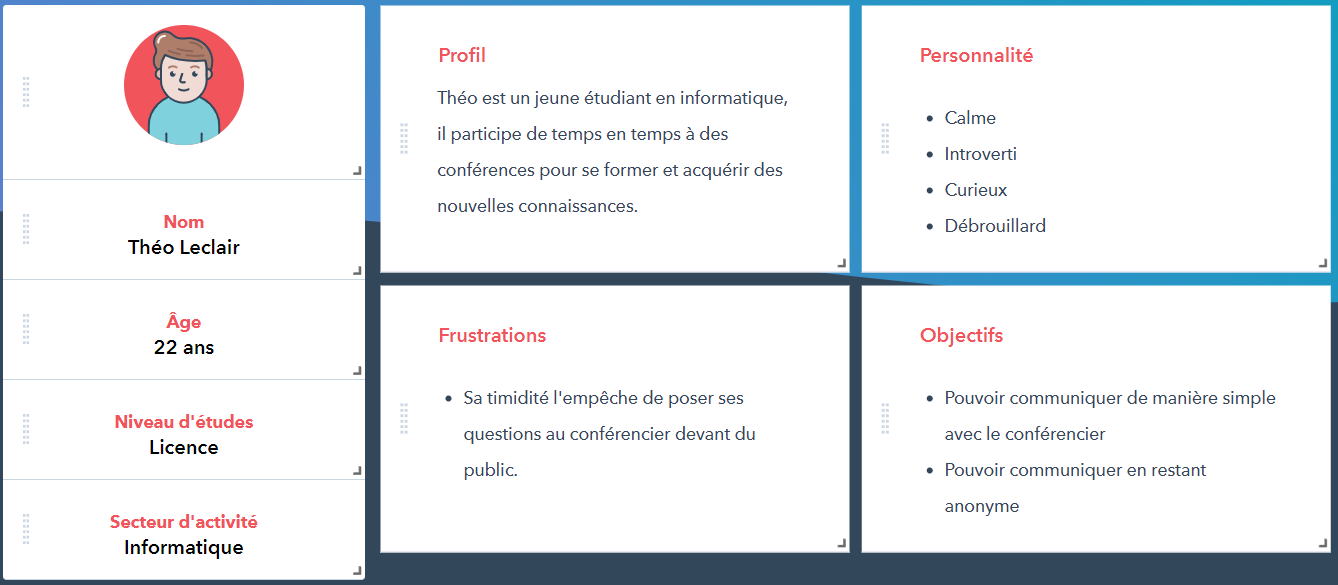 Nom
Théo Leclair
Âge
22 ans
Niveau d'études
Licence
Secteur d'activité
Informatique
Profil
Théo est un jeune étudiant en informatique,
il participe de temps en temps à des
conférences pour se former et acquérir des
nouvelles connaissances.
Personnalité
• Calme
• Introverti
• Curieux
• Débrouillard
Frustrations
• Sa timidité l'empêche de poser ses
questions au conférencier devant du
public.
Objectifs
• Pouvoir communiquer de manière simple
avec le conférencier
• Pouvoir communiquer en restant
anonyme